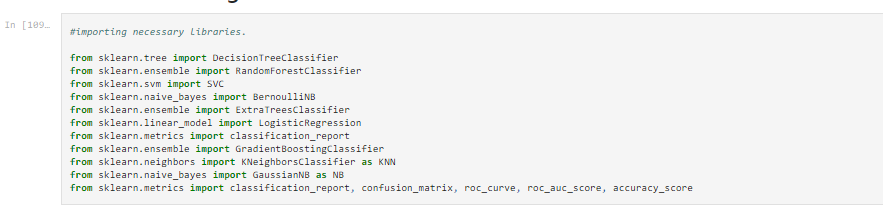 In [109…
#importing necessary libraries.
from sklearn.tree import DecisionTreeClassifier
from sklearn.ensemble import RandomForestClassifier
from sklearn.svm import SVC
from sklearn.naive_bayes import BernoulliNB
from sklearn.ensemble import ExtraTreesClassifier
from sklearn.linear_model import LogisticRegression
from sklearn.metrics import classification_report
from sklearn.ensemble import GradientBoostingClassifier
from sklearn.neighbors import KNeighborsClassifier as KNN
from sklearn.naive_bayes import GaussianNB as NB
from sklearn.metrics import classification_report, confusion_matrix, roc_curve, roc_auc_score, accuracy_score